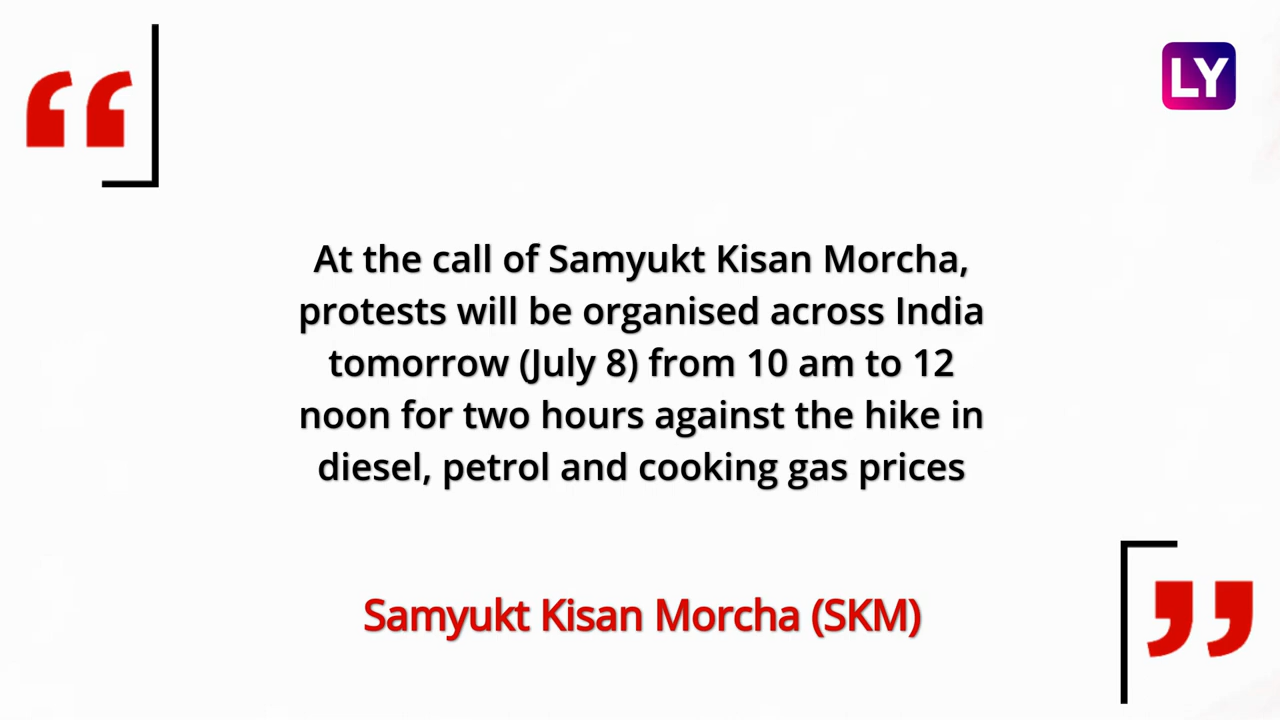 LY
At the call of Samyukt Kisan Morcha,
protests will be organised across India
tomorrow (July 8) from 10 am to 12
noon for two hours against the hike in
diesel, petrol and cooking gas prices
Samyukt Kisan Morcha (SKM)